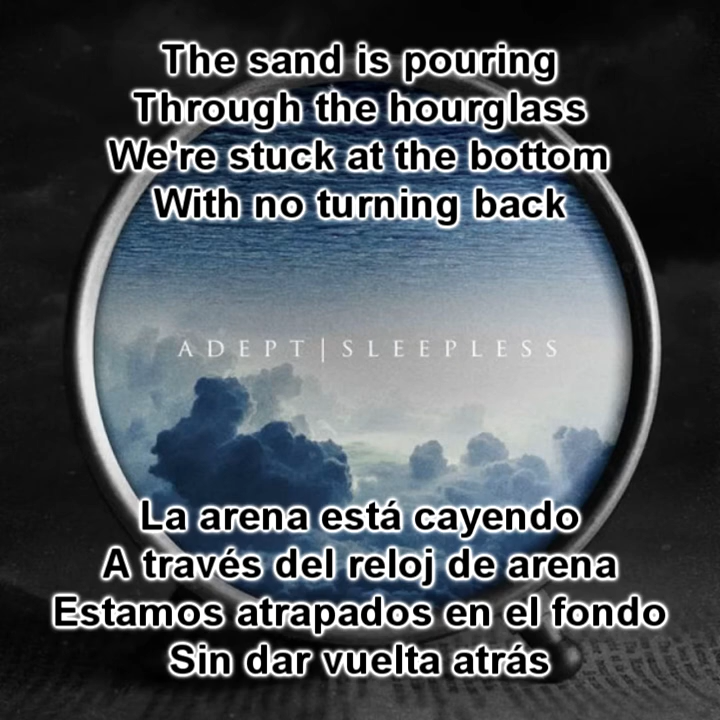 The sand is pouring
Through the hourglass
We're stuck at the bottom
With no turning back
ADEPT | SLEEPLESS
La arena está cayendo
A través del reloj de arena
Estamos atrapados en el fondo
Sin dar vuelta atrás